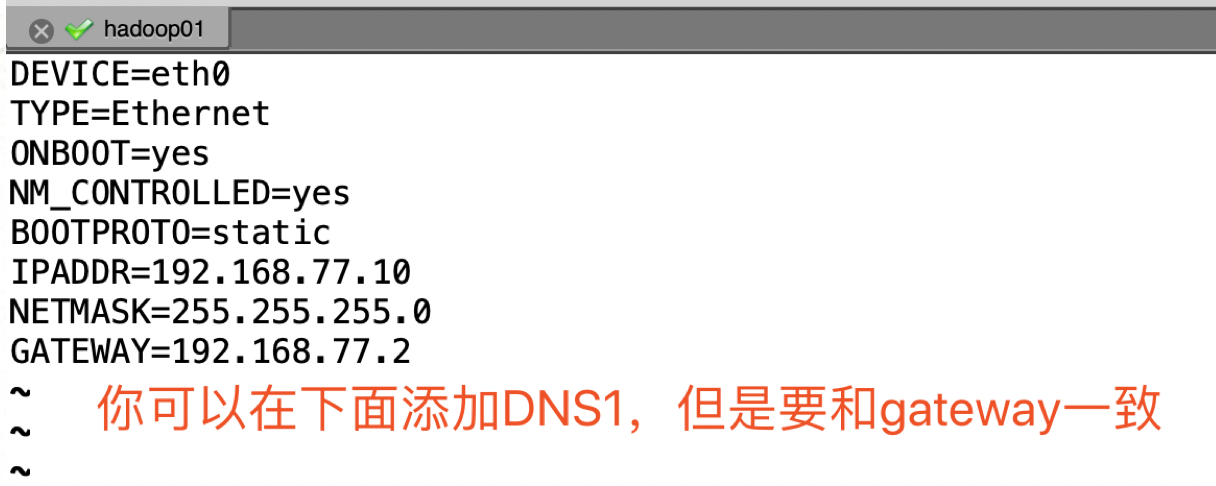 hadoop01
DEVICE=eth0
TYPE=Ethernet
ONBOOT=yes
NM_CONTROLLED=yes
BOOTPROTO=static
IPADDR=192.168.77.10
NETMASK=255.255.255.0
GATEWAY=192.168.77.2
~
你可以在下面添加DNS1，但是要和gateway一致
~
~